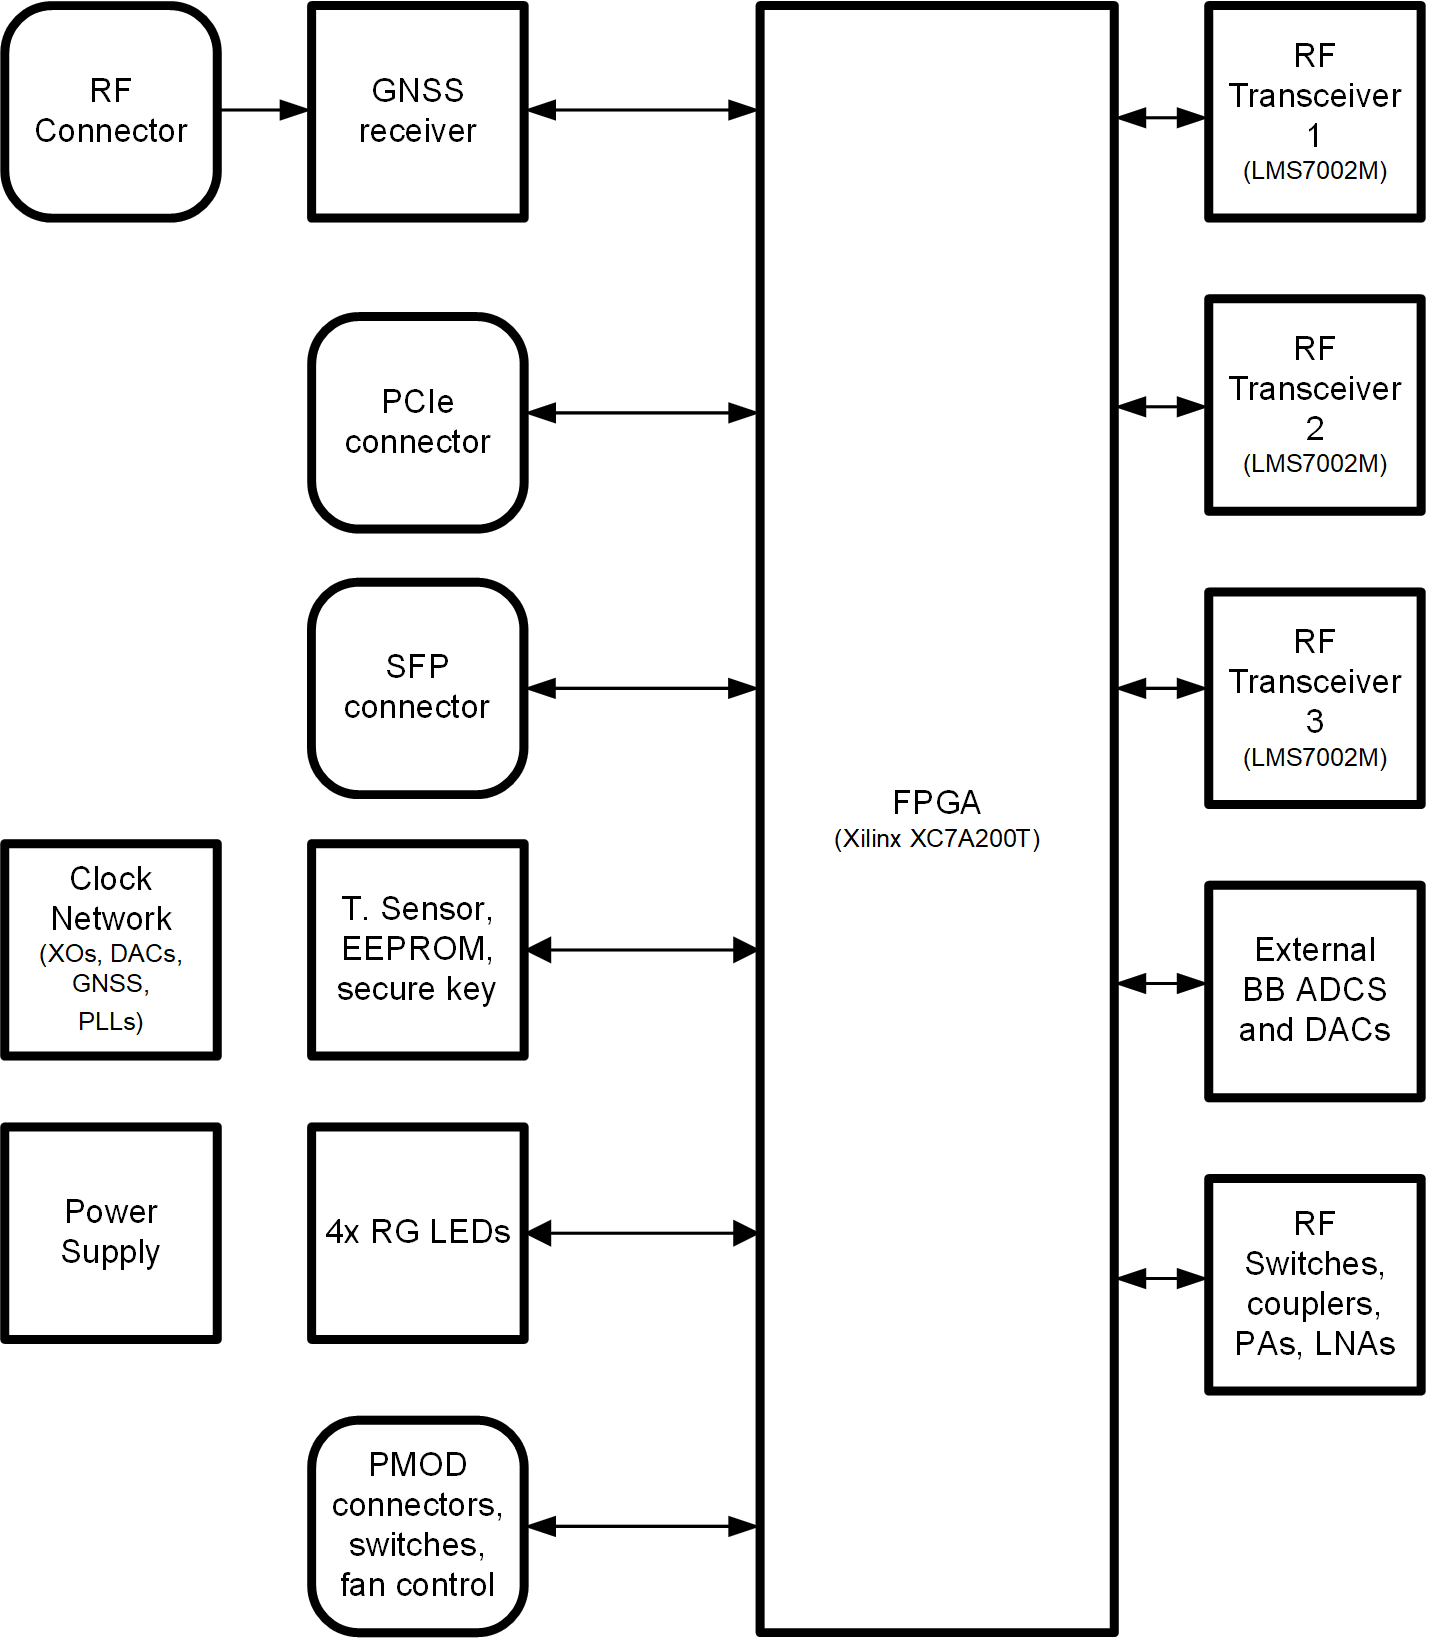 RF
Connector
GNSS
receiver
PCIe
connector
SFP
connector
Clock
Network
(XOs, DACs,
GNSS,
PLLs)
T. Sensor,
EEPROM,
secure key
Power
Supply
4x RG LEDs
PMOD
connectors,
switches,
fan control
FPGA
(Xilinx XC7A200T)
RF
Transceiver
1
(LMS7002M)
RF
Transceiver
2
(LMS7002M)
RF
Transceiver
3
(LMS7002M)
External
BB ADCS
and DACs
RF
Switches,
couplers,
PAs, LNAs